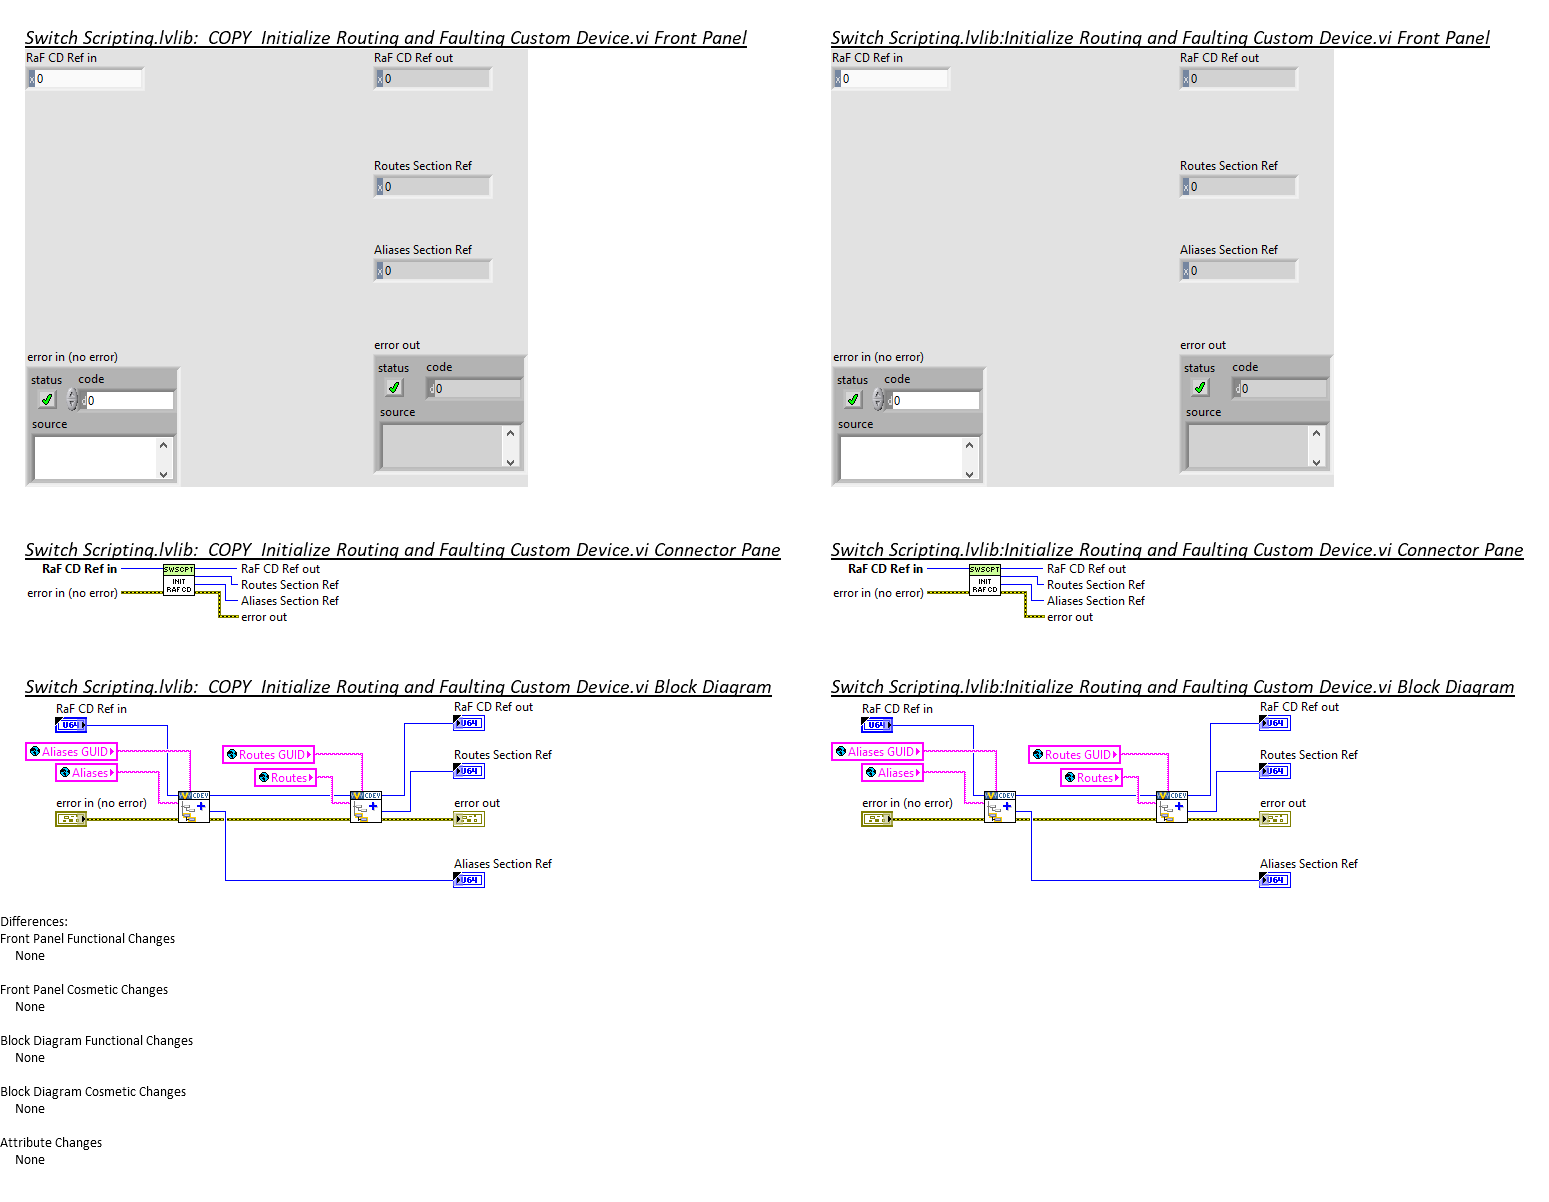 Switch Scripting.lvlib:  COPY  Initialize Routing and Faulting Custom Device.vi Front Panel
RaF CD Ref in
x 0
RaF CD Ref out
x 0
Routes Section Ref
x 0
Aliases Section Ref
x 0
error in (no error)
status
code
d 0
source
error out
status
code
d 0
source
Switch Scripting.lvlib:Initialize Routing and Faulting Custom Device.vi Front Panel
RaF CD Ref in
x 0
RaF CD Ref out
x 0
Routes Section Ref
x 0
Aliases Section Ref
x 0
error in (no error)
status
code
d 0
source
error out
status
code
d 0
source
Switch Scripting.lvlib:  COPY  Initialize Routing and Faulting Custom Device.vi Connector Pane
RaF CD Ref in
error in (no error)
SWSCPT
INIT
RAF CD
RaF CD Ref out
Routes Section Ref
Aliases Section Ref
error out
Switch Scripting.lvlib:Initialize Routing and Faulting Custom Device.vi Connector Pane
RaF CD Ref in
error in (no error)
SWSCPT
INIT
RAF CD
RaF CD Ref out
Routes Section Ref
Aliases Section Ref
error out
Switch Scripting.lvlib:  COPY  Initialize Routing and Faulting Custom Device.vi Block Diagram
RaF CD Ref in
U64
Aliases GUID
Aliases
error in (no error)
CDEV
Routes GUID
Routes
CDEV
RaF CD Ref out
U64
Routes Section Ref
U64
error out
Aliases Section Ref
U64
Switch Scripting.lvlib:Initialize Routing and Faulting Custom Device.vi Block Diagram
RaF CD Ref in
U64
Aliases GUID
Aliases
error in (no error)
CDEV
Routes GUID
Routes
CDEV
RaF CD Ref out
U64
Routes Section Ref
U64
error out
Aliases Section Ref
U64
Differences:
Front Panel Functional Changes
None
Front Panel Cosmetic Changes
None
Block Diagram Functional Changes
None
Block Diagram Cosmetic Changes
None
Attribute Changes
None